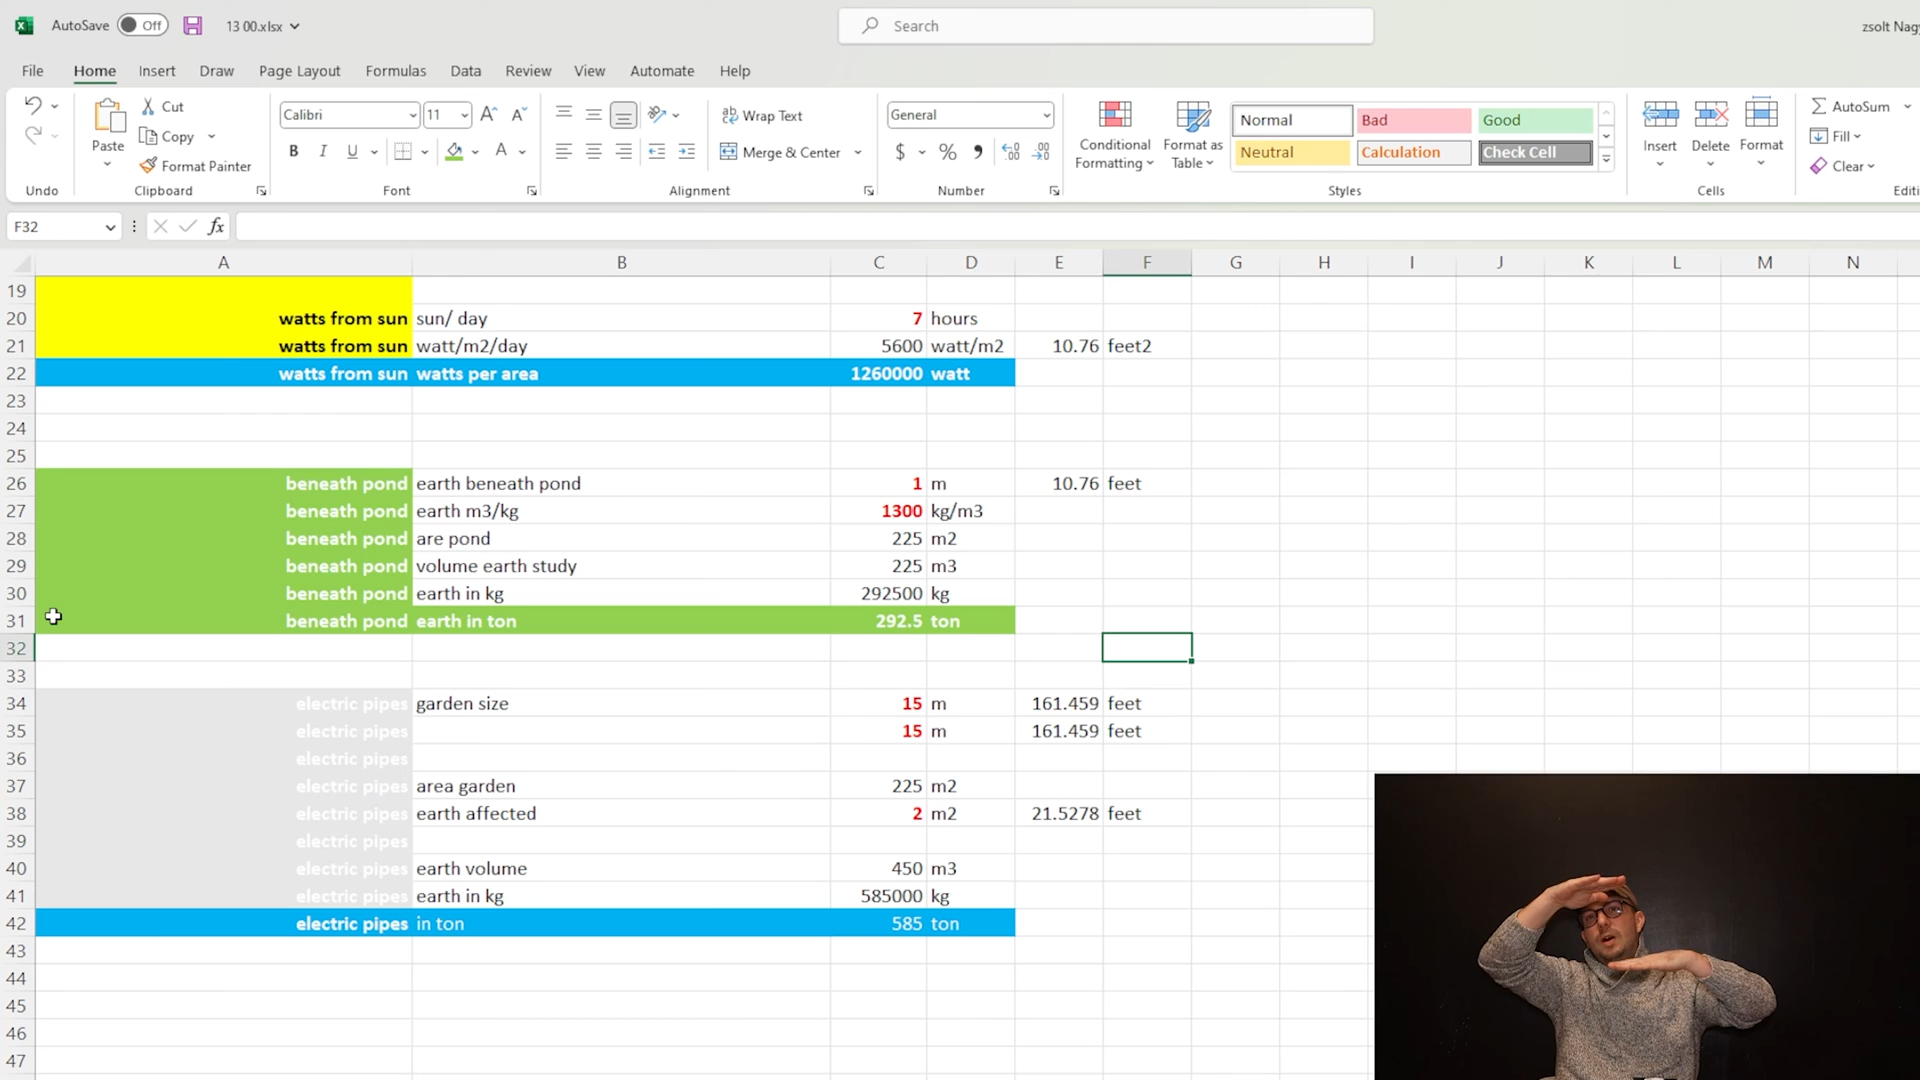 AutoSave Off 13 00.xlsx Search zsolt Nagy
File Home Insert Draw Page Layout Formulas Data Review View Automate Help
Paste Cut Copy Format Painter
Calibri 11
B I U A
Wrap Text
Merge & Center
General
$ %
Conditional Formatting Format as Table
Normal Bad Good
Neutral Calculation Check Cell
Insert Delete Format
AutoSum
Fill
Clear
Undo Clipboard Font Alignment Number Styles Cells Editi
F32 fx
A B C D E F G H I J K L M N
19
20 watts from sun sun/ day 7 hours
21 watts from sun watt/m2/day 5600 watt/m2 10.76 feet2
22 watts from sun watts per area 1260000 watt
23
24
25
26 beneath pond earth beneath pond 1 m 10.76 feet
27 beneath pond earth m3/kg 1300 kg/m3
28 beneath pond are pond 225 m2
29 beneath pond volume earth study 225 m3
30 beneath pond earth in kg 292500 kg
31 beneath pond earth in ton 292.5 ton
32
33
34 electric pipes garden size 15 m 161.459 feet
35 electric pipes 15 m 161.459 feet
36 electric pipes
37 electric pipes area garden 225 m2
38 electric pipes earth affected 2 m2 21.5278 feet
39 electric pipes
40 electric pipes earth volume 450 m3
41 electric pipes earth in kg 585000 kg
42 electric pipes in ton 585 ton
43
44
45
46
47